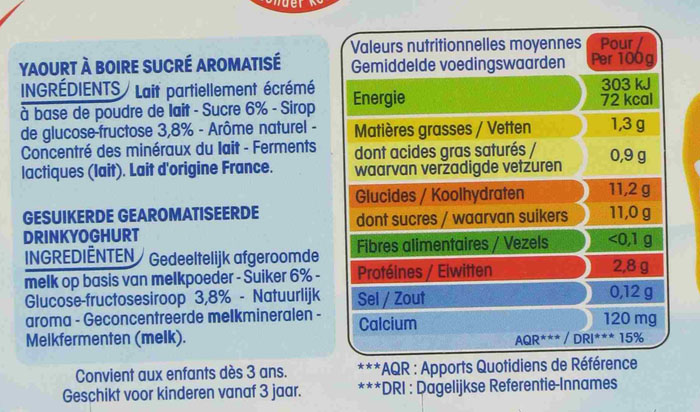 YAOURT À BOIRE SUCRÉ AROMATISÉ
INGRÉDIENTS Lait partiellement écrémé
à base de poudre de lait - Sucre 6% - Sirop
de glucose-fructose 3,8% - Arôme naturel -
Concentré des minéraux du lait - Ferments
lactiques (lait). Lait d'origine France.
GESUIKERDE GEAROMATISEERDE
DRINKYOGHURT
INGREDIËNTEN Gedeeltelijk afgeroomde
melk op basis van melkpoeder - Suiker 6% -
Glucose-fructosesiroop 3,8% - Natuurlijk
aroma - Geconcentreerde melkmineralen -
Melkfermenten (melk).
Convient aux enfants dès 3 ans.
Geschikt voor kinderen vanaf 3 jaar.
Valeurs nutritionnelles moyennes Pour /
Gemiddelde voedingswaarden Per 100g
Energie 303 kJ
72 kcal
Matières grasses / Vetten 1,3 g
dont acides gras saturés /
waarvan verzadigde vetzuren 0,9 g
Glucides / Koolhydraten 11,2 g
dont sucres / waarvan suikers 11,0 g
Fibres alimentaires / Vezels <0,1 g
Protéines / Eiwitten 2,8 g
Sel / Zout 0,12 g
Calcium 120 mg
AQR*** / DRI*** 15%
***AQR : Apports Quotidiens de Référence
***DRI : Dagelijkse Referentie-Innames